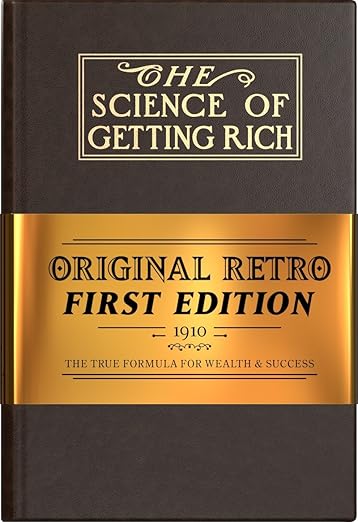 THE
SCIENCE OF
GETTING RICH
ORIGINAL RETRO
FIRST EDITION
1910
THE TRUE FORMULA FOR WEALTH & SUCCESS